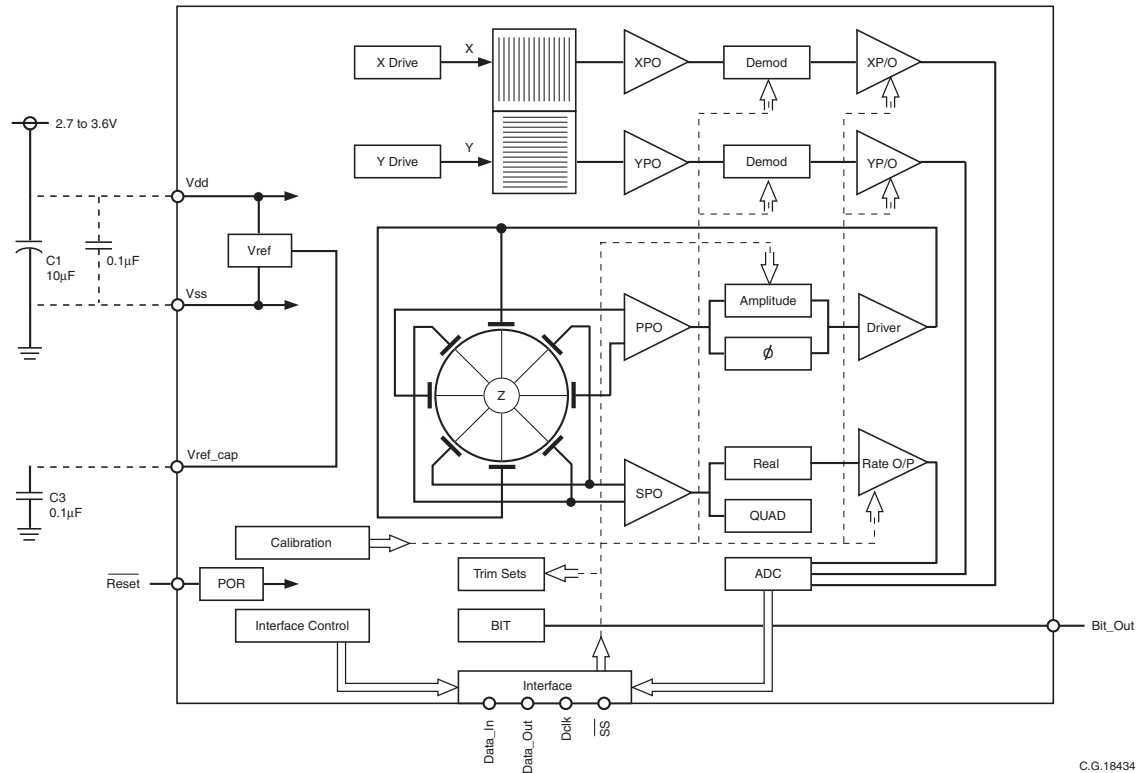 X Drive
X
XPO
Demod
XP/O
2.7 to 3.6V
Y Drive
Y
YPO
Demod
YP/O
Vdd
C1
10µF
0.1µF
Vref
Vss
Amplitude
PPO
Driver
ϕ
Z
Vref_cap
Real
Rate O/P
SPO
QUAD
C3
0.1µF
Calibration
Reset
POR
Trim Sets
ADC
Interface Control
BIT
Bit_Out
Interface
Data_In
Data_Out
Dclk
SS
C.G.18434